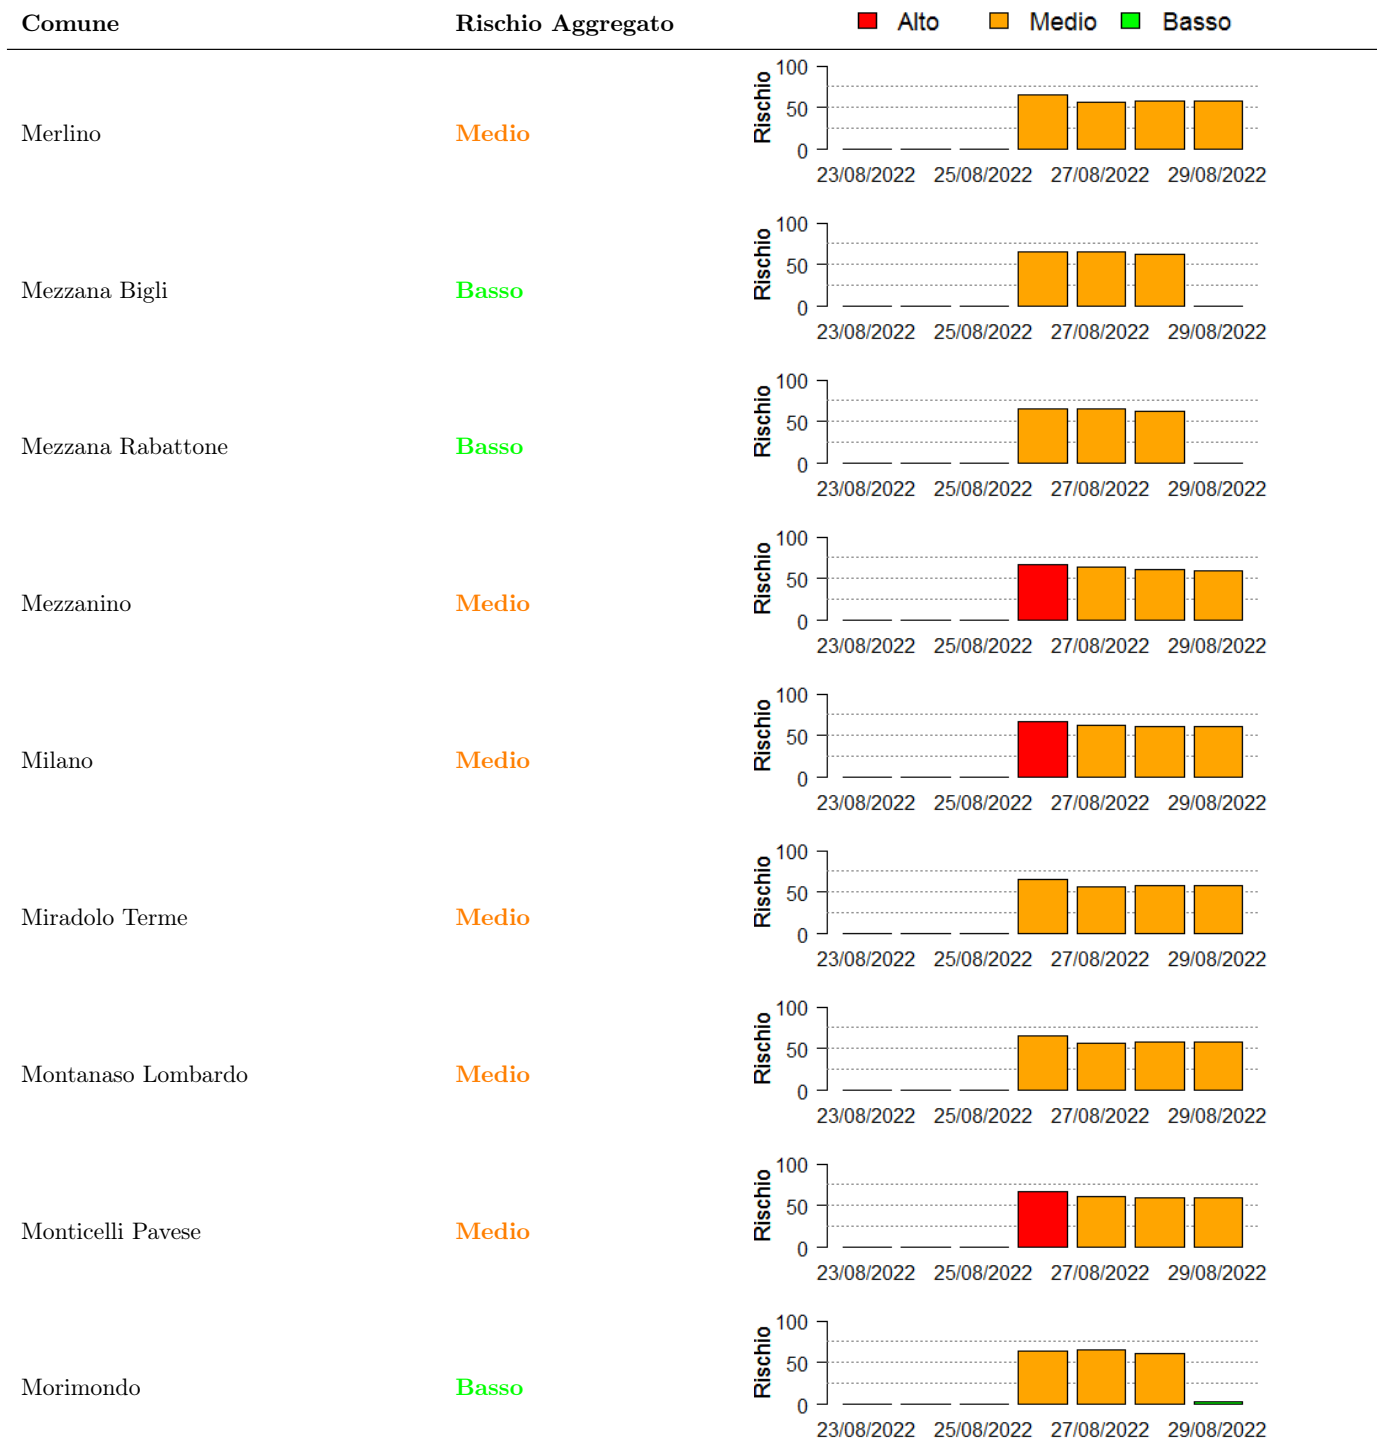 Comune Rischio Aggregato Alto Medio Basso
Merlino Medio
Rischio
100
50
0
23/08/2022 25/08/2022 27/08/2022 29/08/2022
Mezzana Bigli Basso
Rischio
100
50
0
23/08/2022 25/08/2022 27/08/2022 29/08/2022
Mezzana Rabattone Basso
Rischio
100
50
0
23/08/2022 25/08/2022 27/08/2022 29/08/2022
Mezzanino Medio
Rischio
100
50
0
23/08/2022 25/08/2022 27/08/2022 29/08/2022
Milano Medio
Rischio
100
50
0
23/08/2022 25/08/2022 27/08/2022 29/08/2022
Miradolo Terme Medio
Rischio
100
50
0
23/08/2022 25/08/2022 27/08/2022 29/08/2022
Montanaso Lombardo Medio
Rischio
100
50
0
23/08/2022 25/08/2022 27/08/2022 29/08/2022
Monticelli Pavese Medio
Rischio
100
50
0
23/08/2022 25/08/2022 27/08/2022 29/08/2022
Morimondo Basso
Rischio
100
50
0
23/08/2022 25/08/2022 27/08/2022 29/08/2022